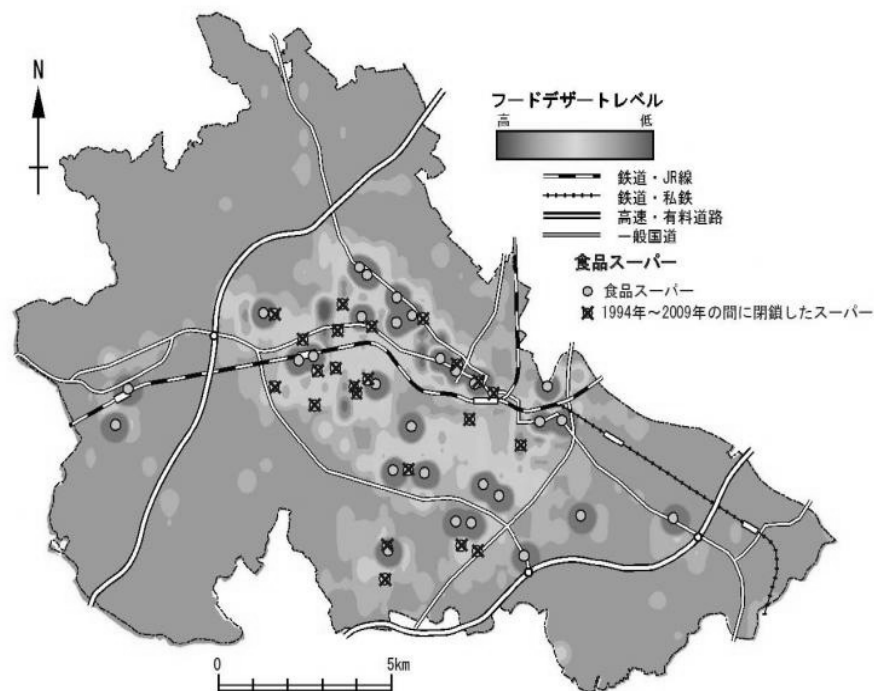 N
フードデザートレベル
高 低
鉄道・JR線
鉄道・私鉄
高速・有料道路
一般国道
食品スーパー
食品スーパー
1994年～2009年の間に閉鎖したスーパー
0 5km